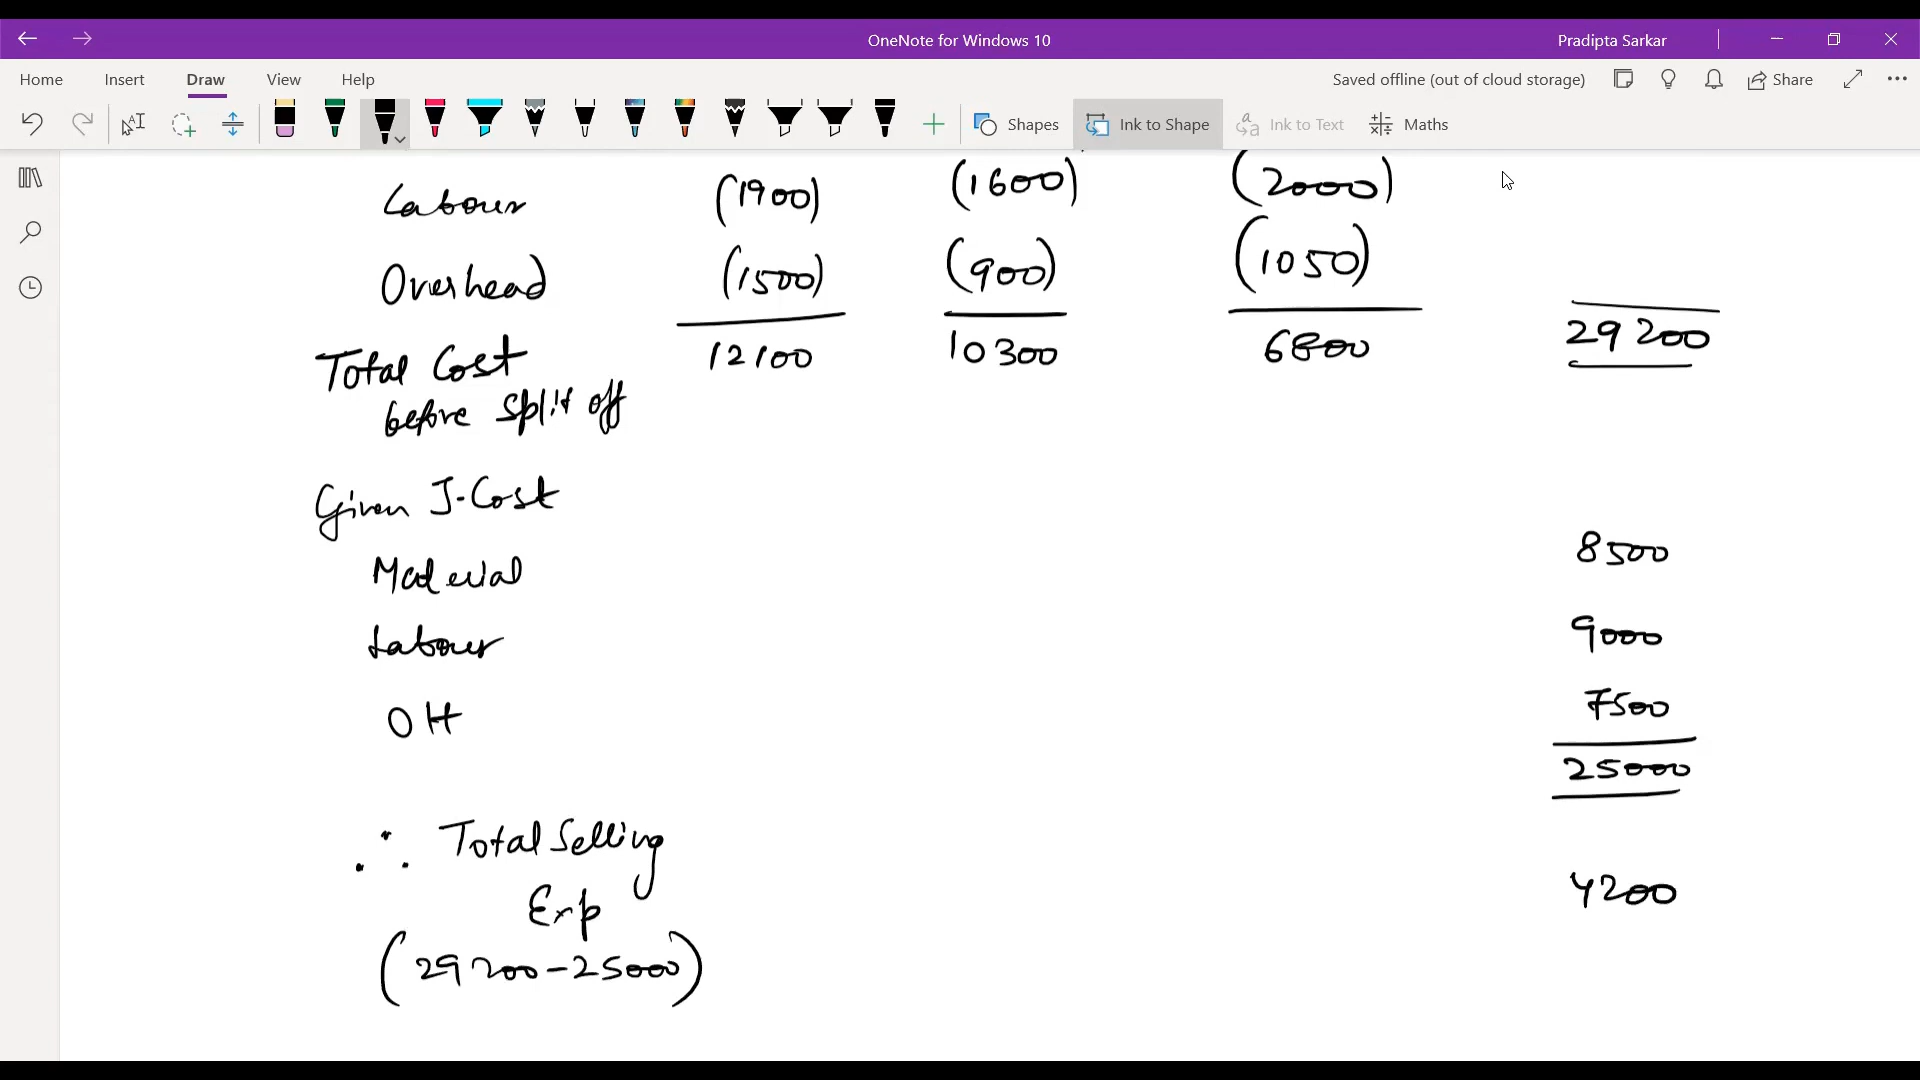 OneNote for Windows 10
Pradipta Sarkar
Home Insert Draw View Help
Saved offline (out of cloud storage) Share
Shapes Ink to Shape Ink to Text Maths
Labour (1900) (1600) (2000)
Overhead (1500) (900) (1050)
Total Cost 12100 10300 6800 29200
before split off
Given J-Cost
Material 8500
Labour 9000
OH 7500
25000
∴ Total Selling
Exp 4200
(29200-25000)